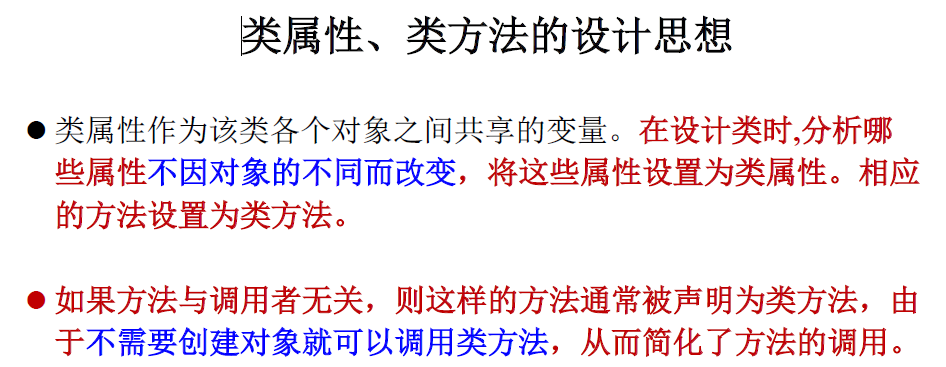 类属性、类方法的设计思想
类属性作为该类各个对象之间共享的变量。在设计类时,分析哪
些属性不因对象的不同而改变，将这些属性设置为类属性。相应
的方法设置为类方法。
如果方法与调用者无关，则这样的方法通常被声明为类方法，由
于不需要创建对象就可以调用类方法，从而简化了方法的调用。